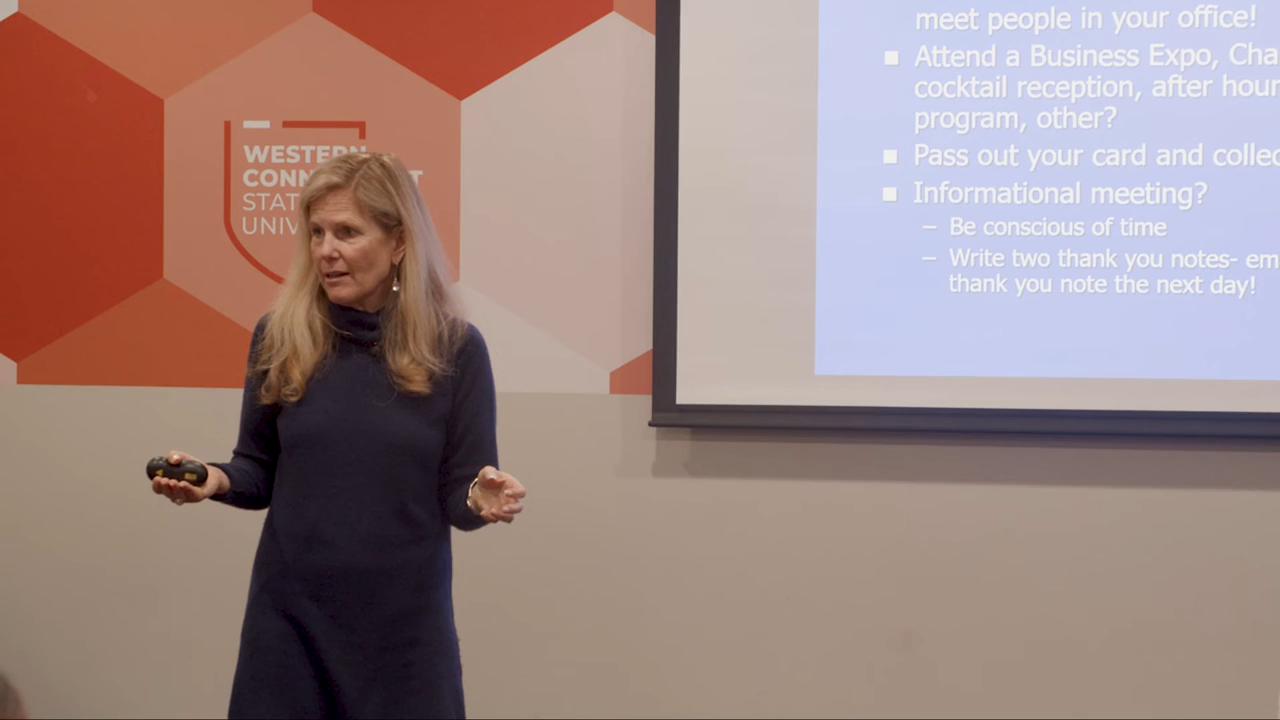 WESTERN
CONN T
STAT
UNIV
meet people in your office!
■ Attend a Business Expo, Cha
cocktail reception, after hour
program, other?
■ Pass out your card and collec
■ Informational meeting?
– Be conscious of time
– Write two thank you notes- em
thank you note the next day!